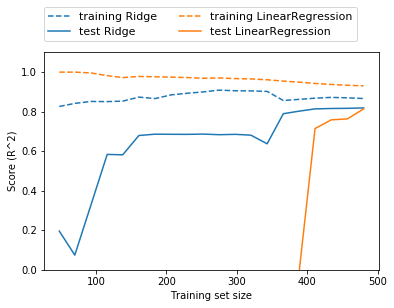 training Ridge training LinearRegression
test Ridge test LinearRegression
1.0
0.8
0.6
0.4
0.2
0.0
Score (R^2)
100 200 300 400 500
Training set size